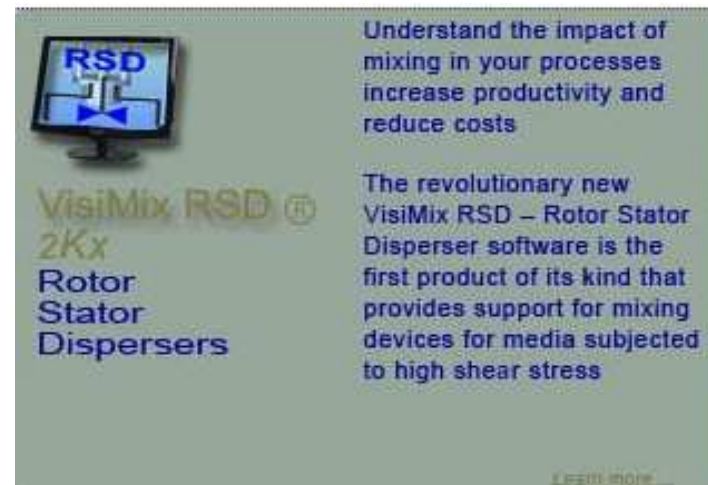 RSD
VisiMix RSD ®
2Kx
Rotor
Stator
Dispersers
Understand the impact of
mixing in your processes
increase productivity and
reduce costs
The revolutionary new
VisiMix RSD – Rotor Stator
Disperser software is the
first product of its kind that
provides support for mixing
devices for media subjected
to high shear stress
Learn more ...